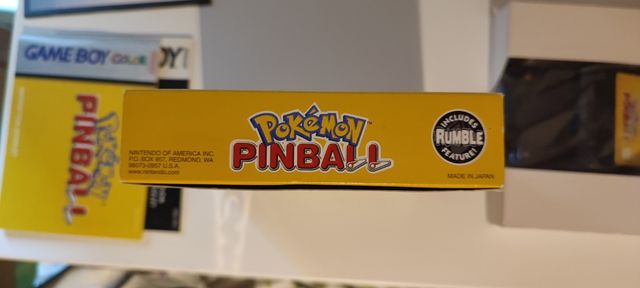 GAME BOY COLOR
POKéMON
PINBALL
POKéMON™
PINBALL
NINTENDO OF AMERICA INC.
P.O. BOX 957, REDMOND, WA
98073-0957 U.S.A.
www.nintendo.com
INCLUDES
RUMBLE
FEATURE!
MADE IN JAPAN